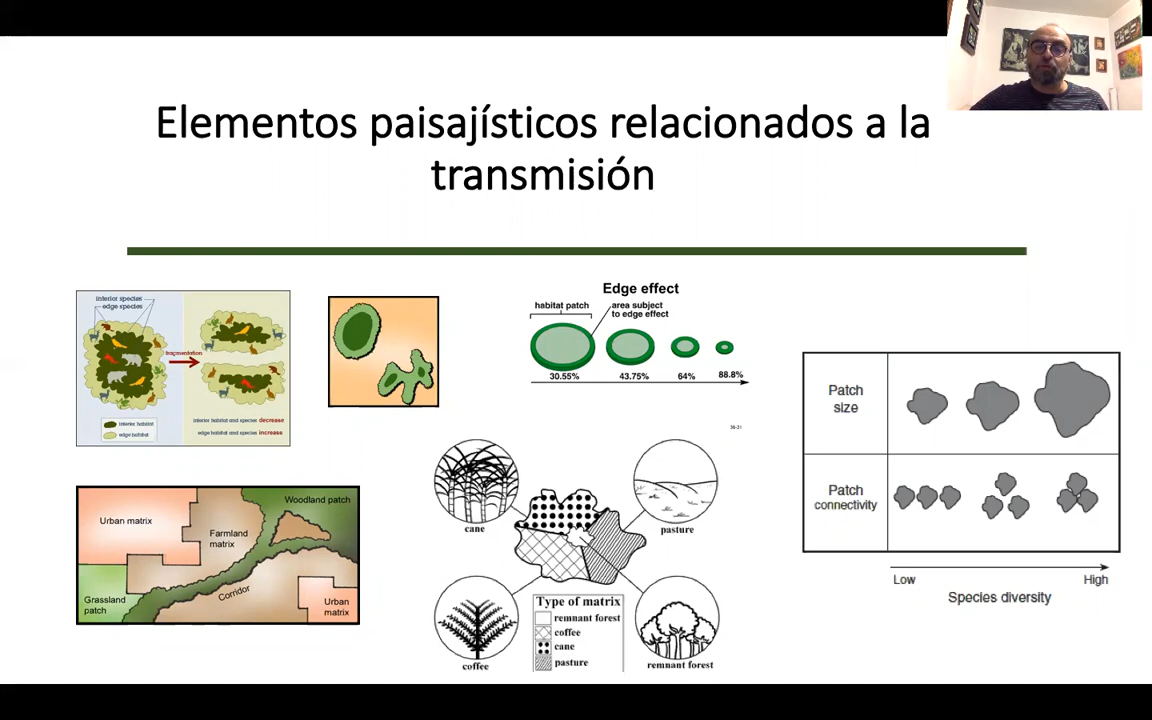 Elementos paisajísticos relacionados a la
transmisión
interior species
edge species
fragmentation
interior habitat
edge habitat
interior habitat and species decrease
edge habitat and species increase
Edge effect
habitat patch
area subject
to edge effect
30.55%
43.75%
64%
88.8%
36-21
Patch
size
Patch
connectivity
Low
High
Species diversity
Urban matrix
Farmland
matrix
Woodland patch
Grassland
patch
Corridor
Urban
matrix
cane
pasture
coffee
remnant forest
Type of matrix
remnant forest
coffee
cane
pasture